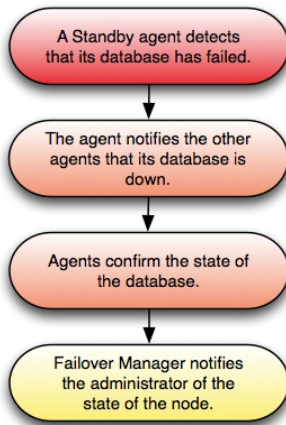 A Standby agent detects
that its database has failed.
The agent notifies the other
agents that its database is
down.
Agents confirm the state of
the database.
Failover Manager notifies
the administrator of the
state of the node.